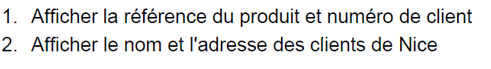 1. Afficher la référence du produit et numéro de client
2. Afficher le nom et l'adresse des clients de Nice